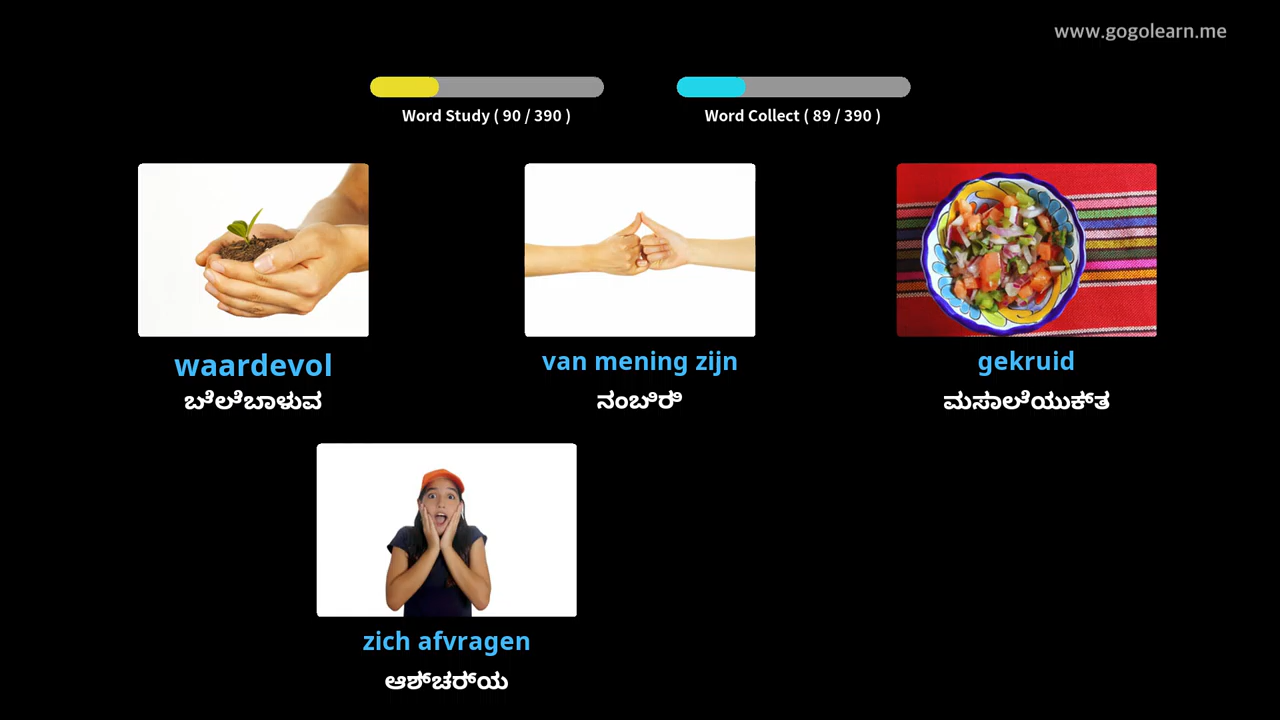 www.gogolearn.me
Word Study ( 90 / 390 )
Word Collect ( 89 / 390 )
waardevol
ಬೆಲೆಬಾಳುವ
van mening zijn
ನಂಬಿರಿ
gekruid
ಮಸಾಲೆಯುಕ್ತ
zich afvragen
ಆಶ್ಚರ್ಯ